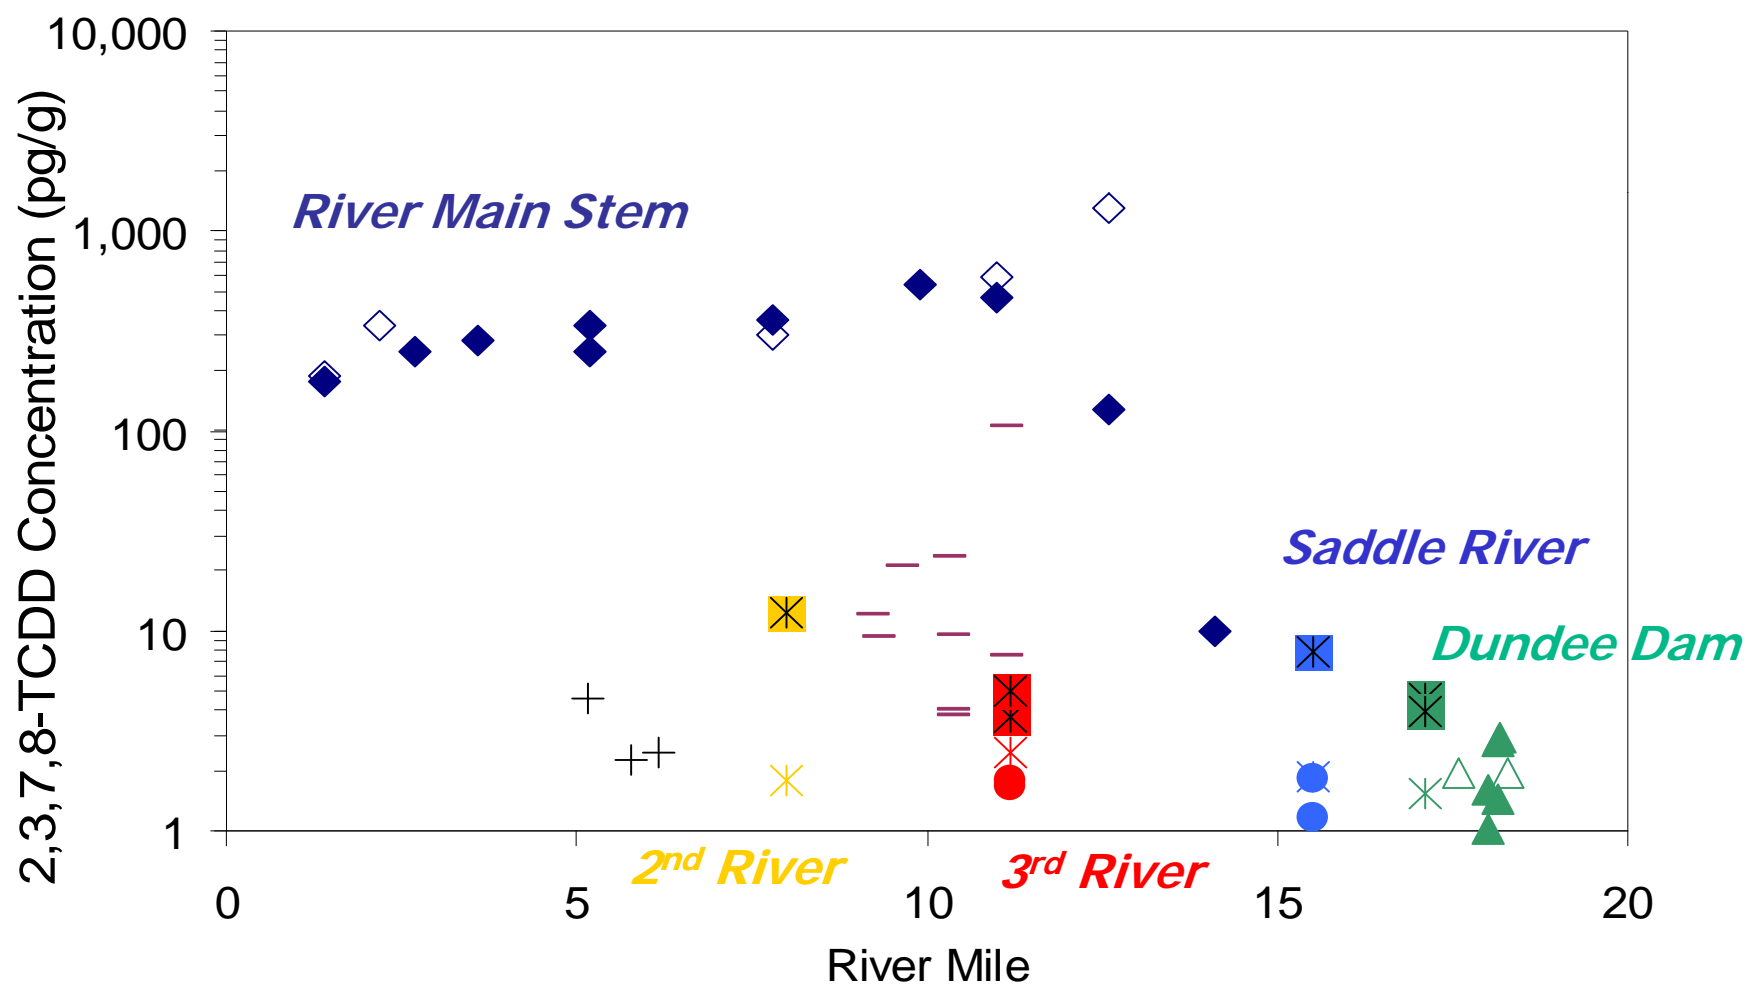 10,000
1,000
100
10
1
2,3,7,8-TCDD Concentration (pg/g)
River Main Stem
Saddle River
Dundee Dam
2nd River
3rd River
0 5 10 15 20
River Mile